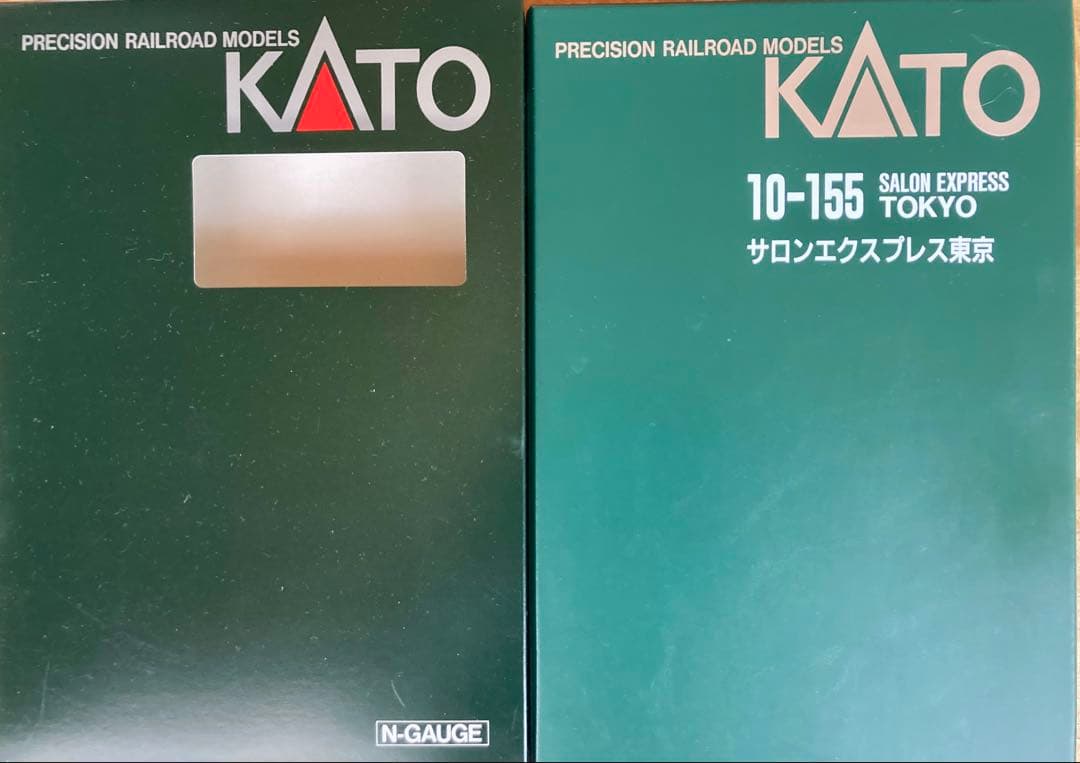 PRECISION RAILROAD MODELS
KATO
N-GAUGE
PRECISION RAILROAD MODELS
KATO
10-155 SALON EXPRESS
TOKYO
サロンエクスプレス東京